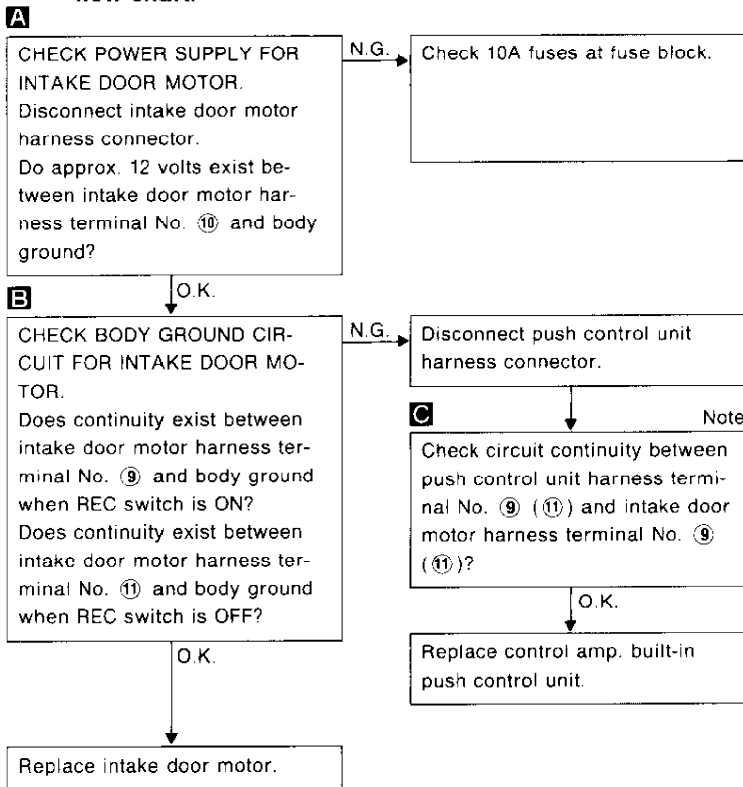 flow chart.
A
CHECK POWER SUPPLY FOR
INTAKE DOOR MOTOR.
Disconnect intake door motor
harness connector.
Do approx. 12 volts exist be-
tween intake door motor har-
ness terminal No. ⑩ and body
ground?
N.G.
Check 10A fuses at fuse block.
O.K.
B
CHECK BODY GROUND CIR-
CUIT FOR INTAKE DOOR MO-
TOR.
Does continuity exist between
intake door motor harness ter-
minal No. ⑨ and body ground
when REC switch is ON?
Does continuity exist between
intake door motor harness ter-
minal No. ⑪ and body ground
when REC switch is OFF?
N.G.
Disconnect push control unit
harness connector.
C
Note
Check circuit continuity between
push control unit harness termi-
nal No. ⑨ (⑪) and intake door
motor harness terminal No. ⑨
(⑪)?
O.K.
Replace control amp. built-in
push control unit.
O.K.
Replace intake door motor.